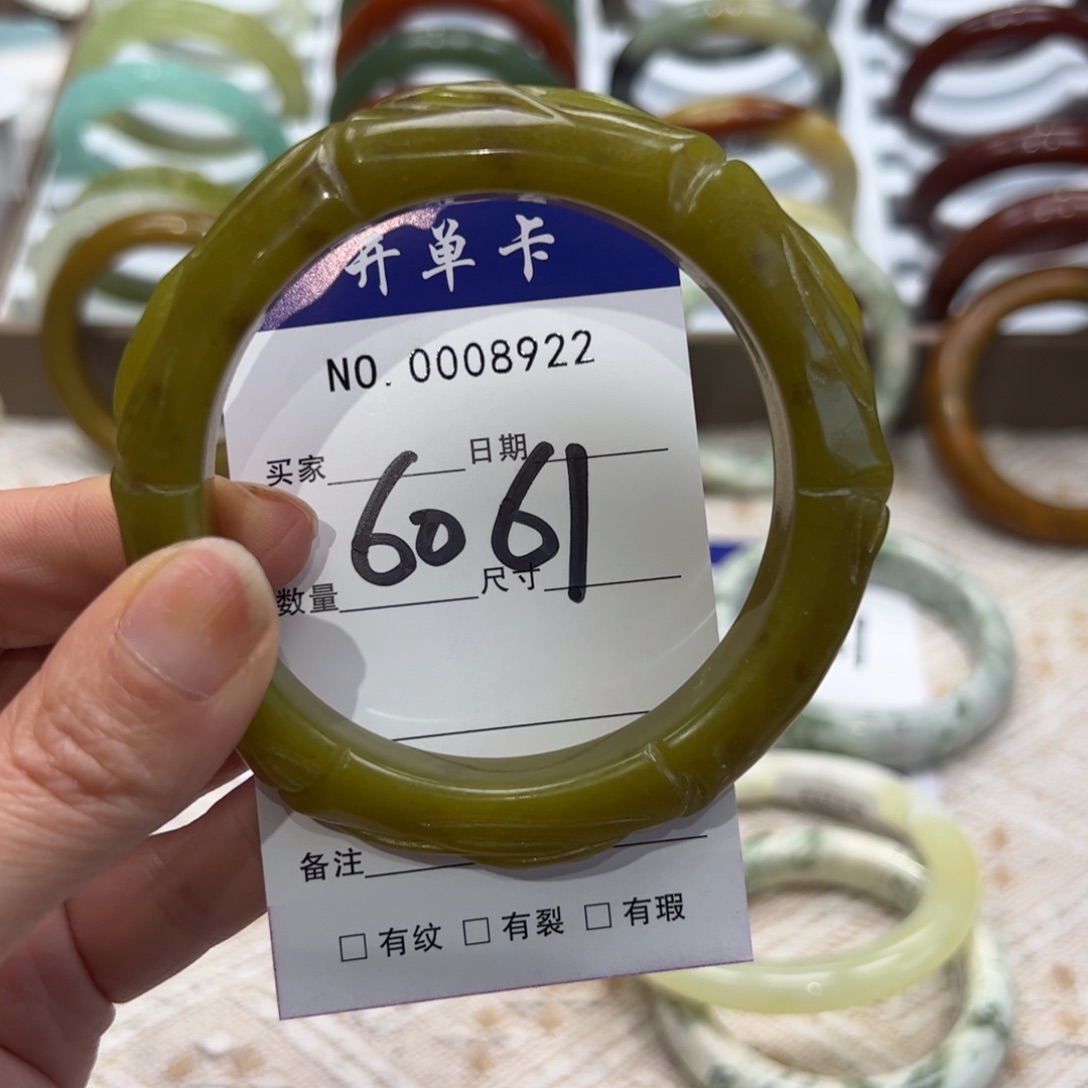 开单卡
NO. 0008922
买家 日期
6061
数量 尺寸
备注
□ 有纹 □ 有裂 □ 有瑕